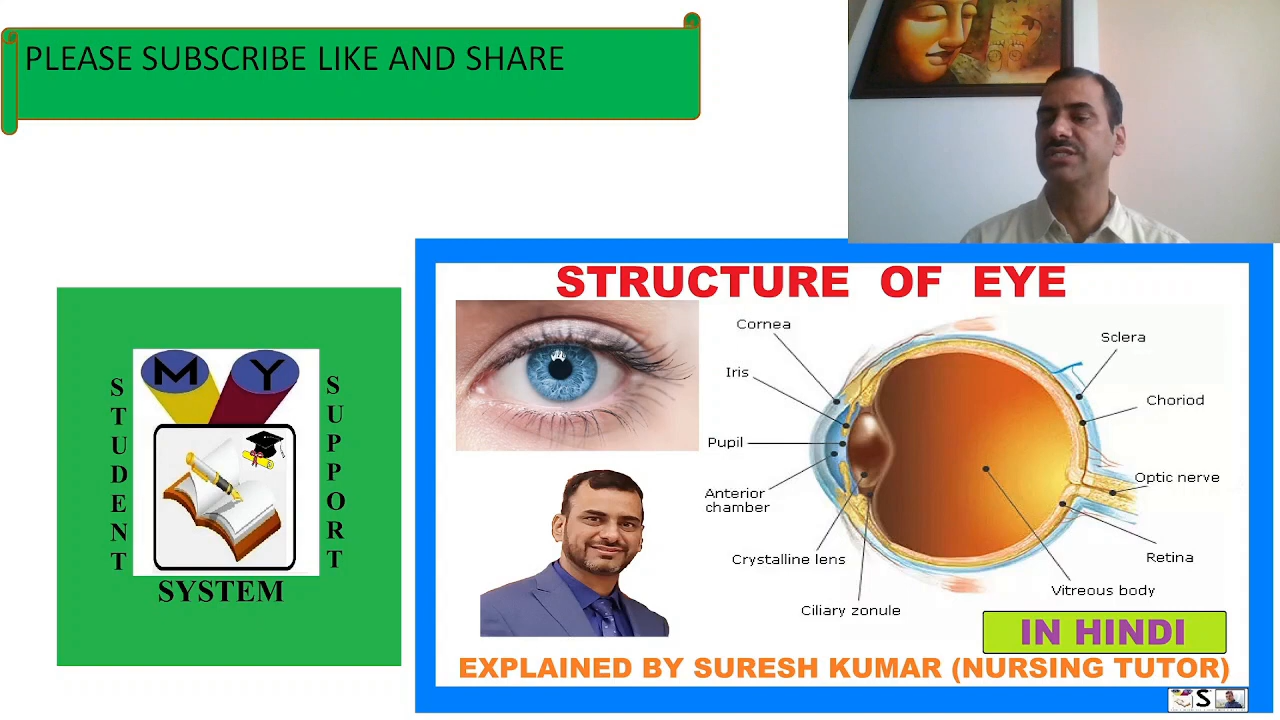 PLEASE SUBSCRIBE LIKE AND SHARE
MY
STUDENT
SUPPORT
SYSTEM
STRUCTURE OF EYE
Cornea
Iris
Pupil
Anterior
chamber
Crystalline lens
Ciliary zonule
Sclera
Choriod
Optic nerve
Retina
Vitreous body
IN HINDI
EXPLAINED BY SURESH KUMAR (NURSING TUTOR)
S